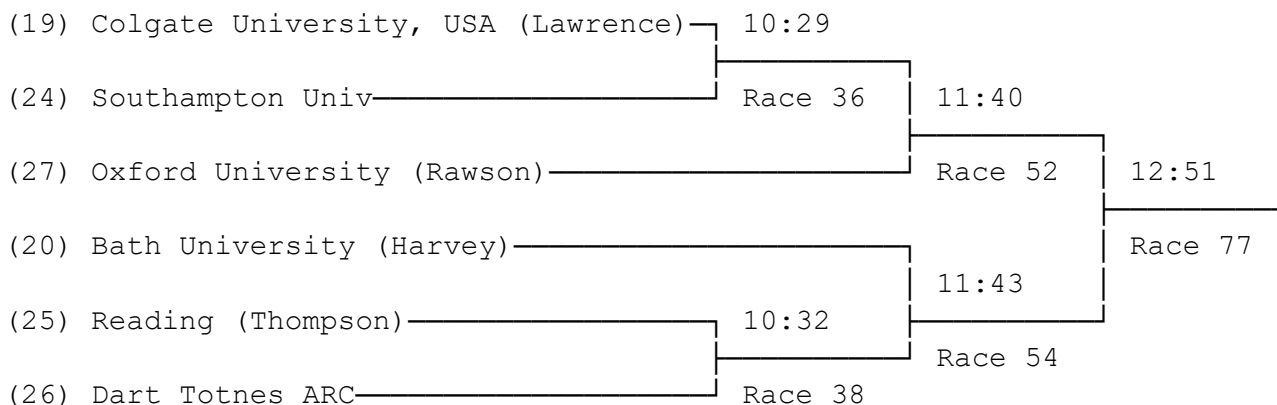 (19) Colgate University, USA (Lawrence) 10:29
(24) Southampton Univ Race 36 11:40
(27) Oxford University (Rawson) Race 52 12:51
(20) Bath University (Harvey) Race 77
11:43
(25) Reading (Thompson) 10:32
Race 54
(26) Dart Totnes ARC Race 38